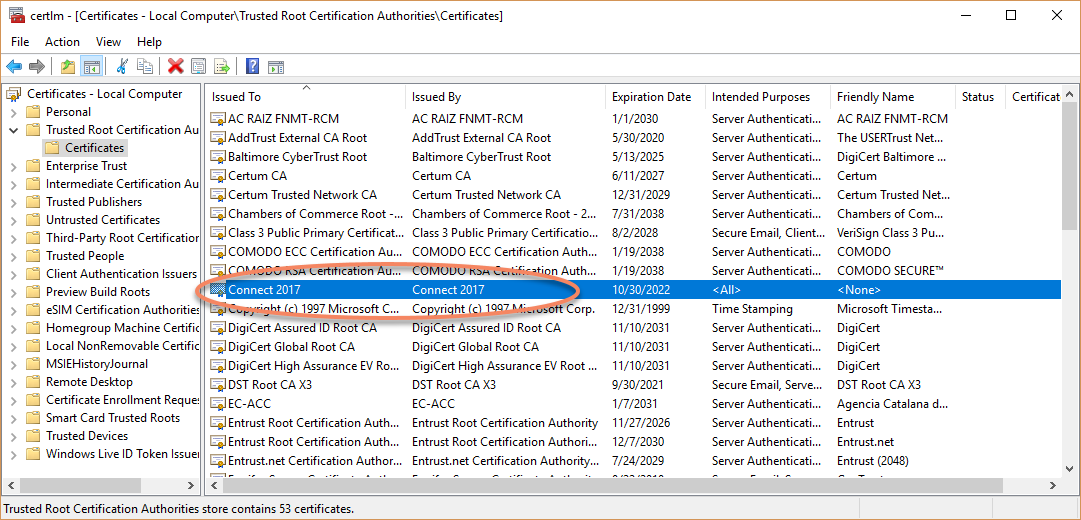 certlm - [Certificates - Local Computer\Trusted Root Certification Authorities\Certificates]
File Action View Help
Certificates - Local Computer
Personal
Trusted Root Certification Au
Certificates
Enterprise Trust
Intermediate Certification Au
Trusted Publishers
Untrusted Certificates
Third-Party Root Certification
Trusted People
Client Authentication Issuers
Preview Build Roots
eSIM Certification Authorities
Homegroup Machine Certific
Local NonRemovable Certific
MSIEHistoryJournal
Remote Desktop
Certificate Enrollment Reque
Smart Card Trusted Roots
Trusted Devices
Windows Live ID Token Issuer
Issued To Issued By Expiration Date Intended Purposes Friendly Name Status Certificate
AC RAIZ FNMT-RCM AC RAIZ FNMT-RCM 1/1/2030 Server Authenticati... AC RAIZ FNMT-RCM
AddTrust External CA Root AddTrust External CA Root 5/30/2020 Server Authenticati... The USERTrust Net...
Baltimore CyberTrust Root Baltimore CyberTrust Root 5/13/2025 Server Authenticati... DigiCert Baltimore ...
Certum CA Certum CA 6/11/2027 Server Authenticati... Certum
Certum Trusted Network CA Certum Trusted Network CA 12/31/2029 Server Authenticati... Certum Trusted Net...
Chambers of Commerce Root -... Chambers of Commerce Root - 2... 7/31/2038 Server Authenticati... Chambers of Com...
Class 3 Public Primary Certificat... Class 3 Public Primary Certificatio... 8/2/2028 Secure Email, Client... VeriSign Class 3 Pu...
COMODO ECC Certification Au... COMODO ECC Certification Auth... 1/19/2038 Server Authenticati... COMODO
COMODO RSA Certification Au... COMODO RSA Certification Auth... 1/19/2038 Server Authenticati... COMODO SECURE™
Connect 2017 Connect 2017 10/30/2022 <All> <None>
Copyright (c) 1997 Microsoft C... Copyright (c) 1997 Microsoft Corp. 12/31/1999 Time Stamping Microsoft Timesta...
DigiCert Assured ID Root CA DigiCert Assured ID Root CA 11/10/2031 Server Authenticati... DigiCert
DigiCert Global Root CA DigiCert Global Root CA 11/10/2031 Server Authenticati... DigiCert
DigiCert High Assurance EV Ro... DigiCert High Assurance EV Root ... 11/10/2031 Server Authenticati... DigiCert
DST Root CA X3 DST Root CA X3 9/30/2021 Secure Email, Serve... DST Root CA X3
EC-ACC EC-ACC 1/7/2031 Server Authenticati... Agencia Catalana d...
Entrust Root Certification Auth... Entrust Root Certification Authority 11/27/2026 Server Authenticati... Entrust
Entrust Root Certification Auth... Entrust Root Certification Authority... 12/7/2030 Server Authenticati... Entrust.net
Entrust.net Certification Author... Entrust.net Certification Authority... 7/24/2029 Server Authenticati... Entrust (2048)
Trusted Root Certification Authorities store contains 53 certificates.